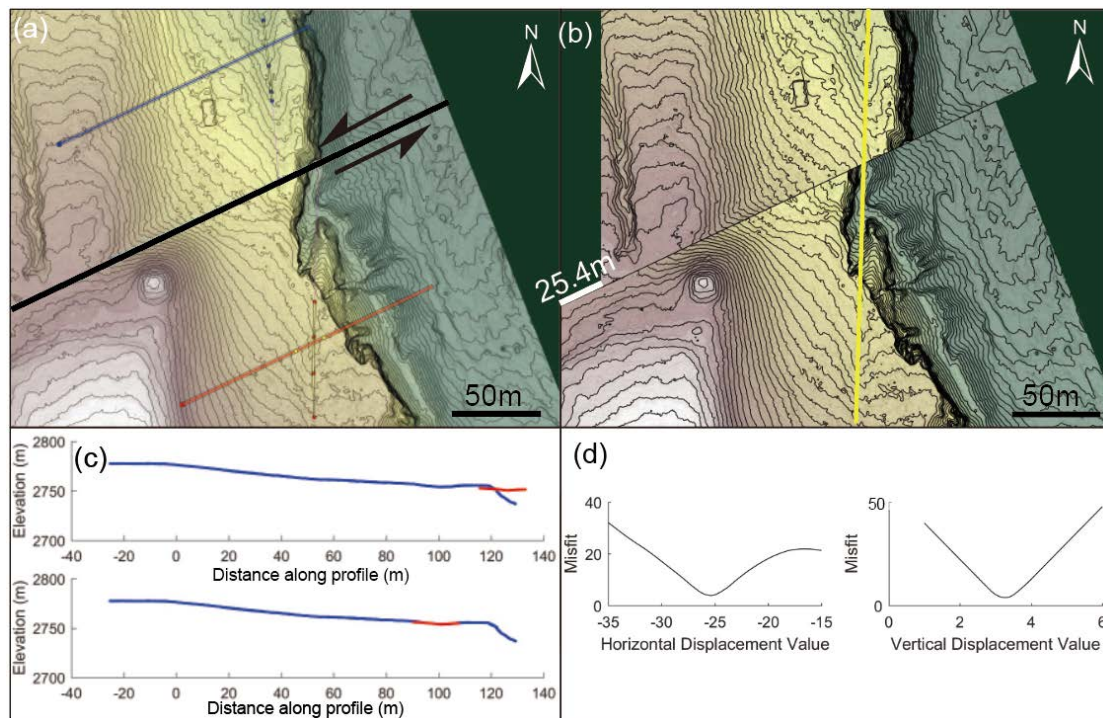 (a)
N
50m
(b)
N
25.4m
50m
(c)
Elevation (m)
2800
2750
2700
-40 -20 0 20 40 60 80 100 120 140
Distance along profile (m)
Elevation (m)
2800
2750
2700
-40 -20 0 20 40 60 80 100 120 140
Distance along profile (m)
(d)
Misfit
40
20
0
-35 -30 -25 -20 -15
Horizontal Displacement Value
Misfit
50
0
0 2 4 6
Vertical Displacement Value